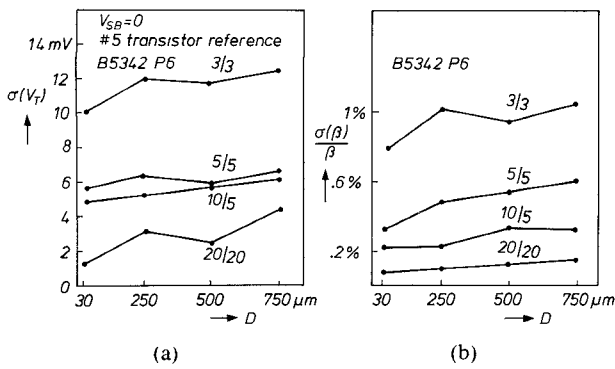 V_SB=0
#5 transistor reference
14 mV
B5342 P6
σ(V_T)
12
10
8
6
4
2
0
3/3
5/5
10/5
20/20
30 250 500 750 μm
D
(a)
B5342 P6
σ(β)
β
1%
.6%
.2%
3/3
5/5
10/5
20/20
30 250 500 750 μm
D
(b)